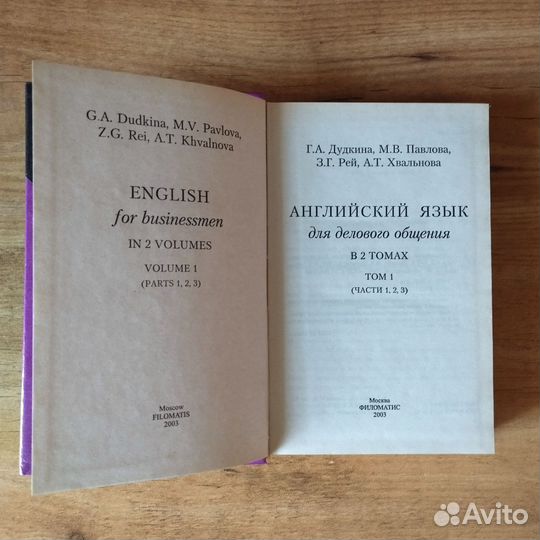 G.A. Dudkina, M.V. Pavlova,
Z.G. Rei, A.T. Khvalnova
ENGLISH
for businessmen
IN 2 VOLUMES
VOLUME 1
(PARTS 1, 2, 3)
Moscow
FILOMATIS
2003
Г.А. Дудкина, М.В. Павлова,
З.Г. Рей, А.Т. Хвальнова
АНГЛИЙСКИЙ ЯЗЫК
для делового общения
В 2 ТОМАХ
ТОМ 1
(ЧАСТИ 1, 2, 3)
Москва
ФИЛОМАТИС
2003
Avito